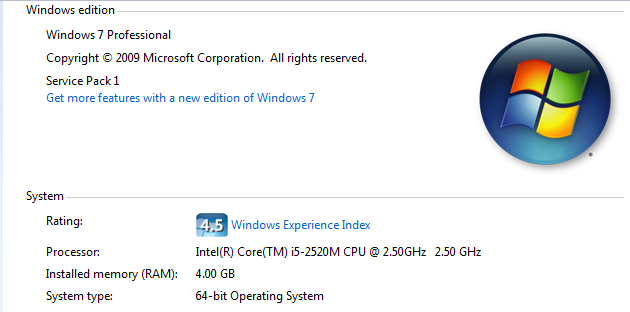 Windows edition
Windows 7 Professional
Copyright © 2009 Microsoft Corporation. All rights reserved.
Service Pack 1
Get more features with a new edition of Windows 7
System
Rating: 4.5 Windows Experience Index
Processor: Intel(R) Core(TM) i5-2520M CPU @ 2.50GHz 2.50 GHz
Installed memory (RAM): 4.00 GB
System type: 64-bit Operating System